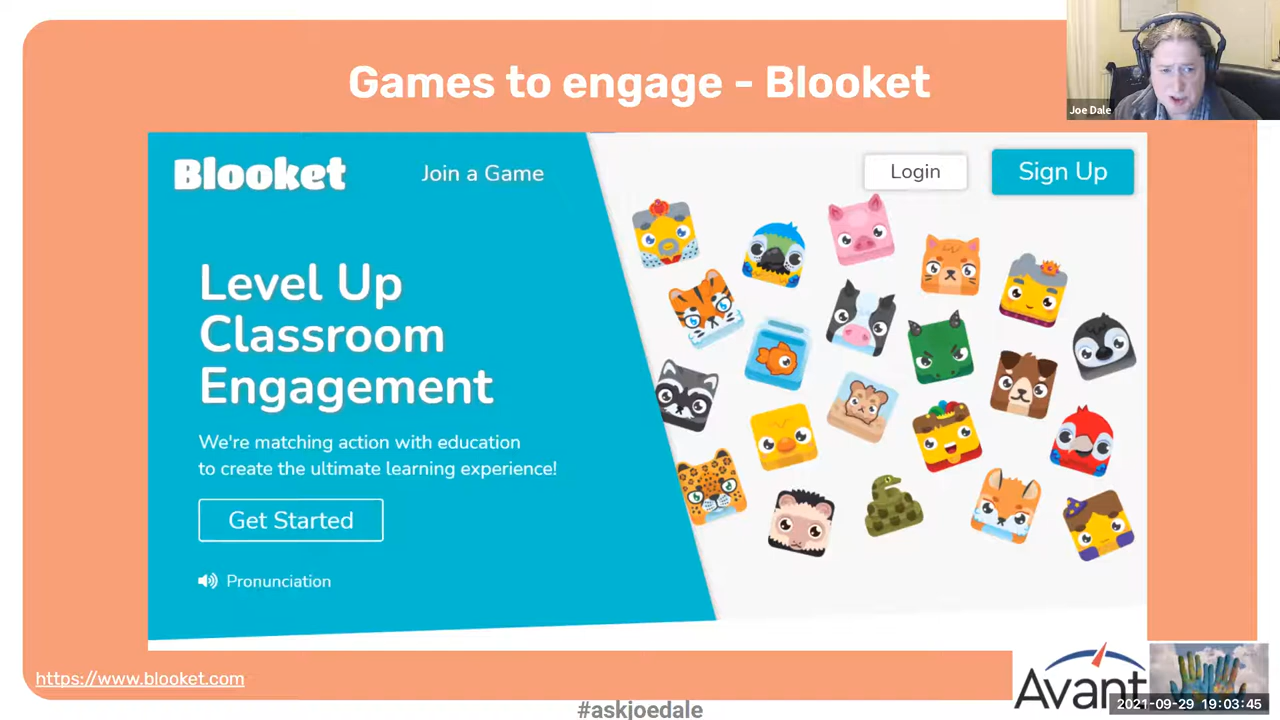 Games to engage - Blooket
Joe Dale
Blooket
Join a Game
Login
Sign Up
Level Up
Classroom
Engagement
We're matching action with education
to create the ultimate learning experience!
Get Started
Pronunciation
https://www.blooket.com
Avant
2021-09-29 19:03:45
#askjoedale